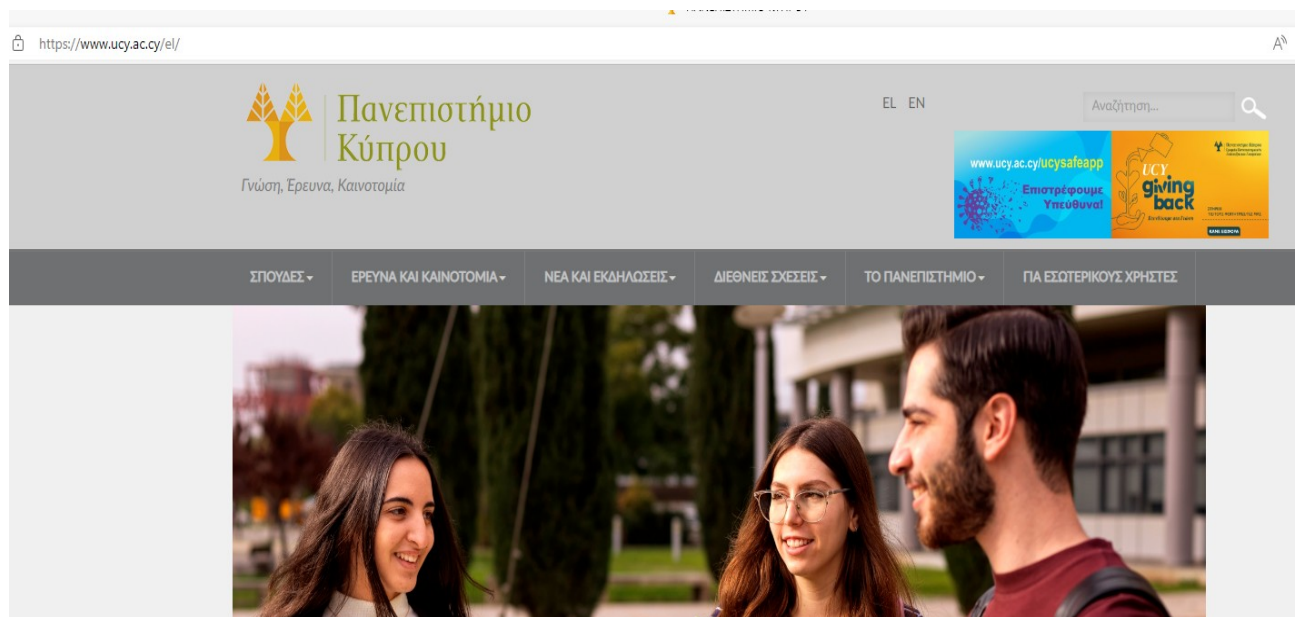 https://www.ucy.ac.cy/el/
Πανεπιστήμιο
Κύπρου
Γνώση, Έρευνα, Καινοτομία
EL EN
Αναζήτηση...
www.ucy.ac.cy/ucysafeapp
Επιστρέφουμε
Υπεύθυνα!
UCY
giving
back
ΣΠΟΥΔΕΣ
ΕΡΕΥΝΑ ΚΑΙ ΚΑΙΝΟΤΟΜΙΑ
ΝΕΑ ΚΑΙ ΕΚΔΗΛΩΣΕΙΣ
ΔΙΕΘΝΕΙΣ ΣΧΕΣΕΙΣ
ΤΟ ΠΑΝΕΠΙΣΤΗΜΙΟ
ΓΙΑ ΕΣΩΤΕΡΙΚΟΥΣ ΧΡΗΣΤΕΣ